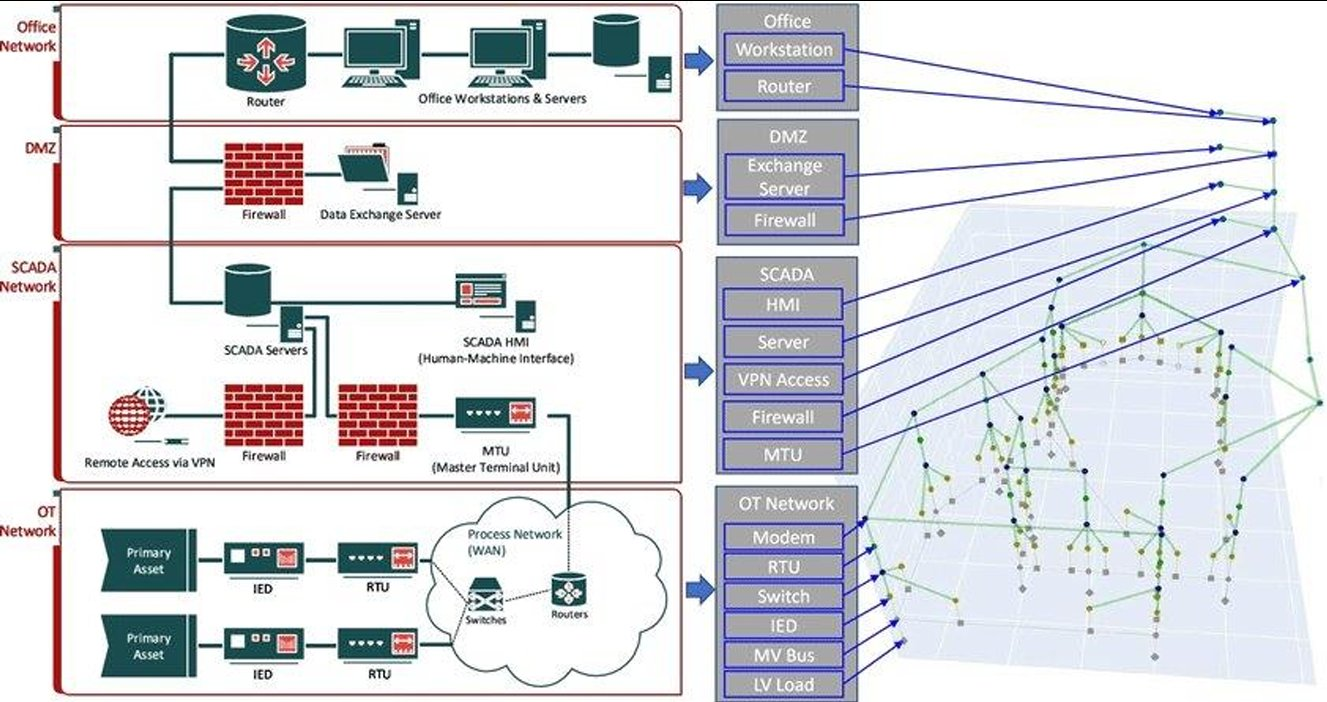 Office
Network
Router
Office Workstations & Servers
DMZ
Firewall
Data Exchange Server
SCADA
Network
SCADA Servers
SCADA HMI
(Human-Machine Interface)
Remote Access via VPN
Firewall
Firewall
MTU
(Master Terminal Unit)
OT
Network
Process Network
(WAN)
Primary
Asset
IED
RTU
Switches
Routers
Primary
Asset
IED
RTU
Office
Workstation
Router
DMZ
Exchange
Server
Firewall
SCADA
HMI
Server
VPN Access
Firewall
MTU
OT Network
Modem
RTU
Switch
IED
MV Bus
LV Load